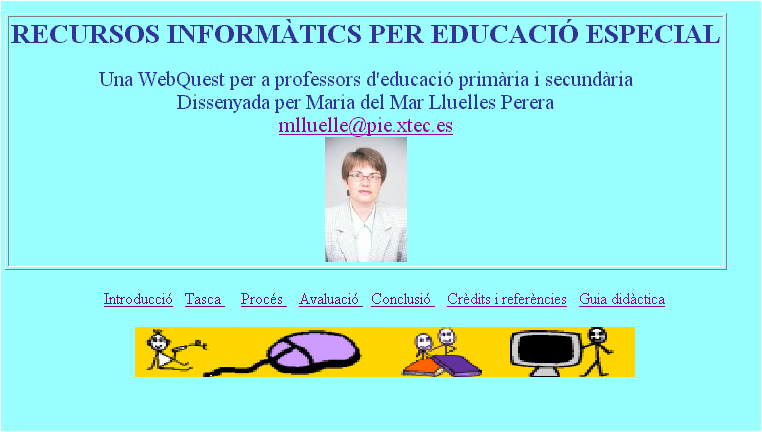 RECURSOS INFORMÀTICS PER EDUCACIÓ ESPECIAL
Una WebQuest per a professors d'educació primària i secundària
Dissenyada per Maria del Mar Lluelles Perera
mlluelle@pie.xtec.es
Introducció Tasca Procés Avaluació Conclusió Crèdits i referències Guia didàctica